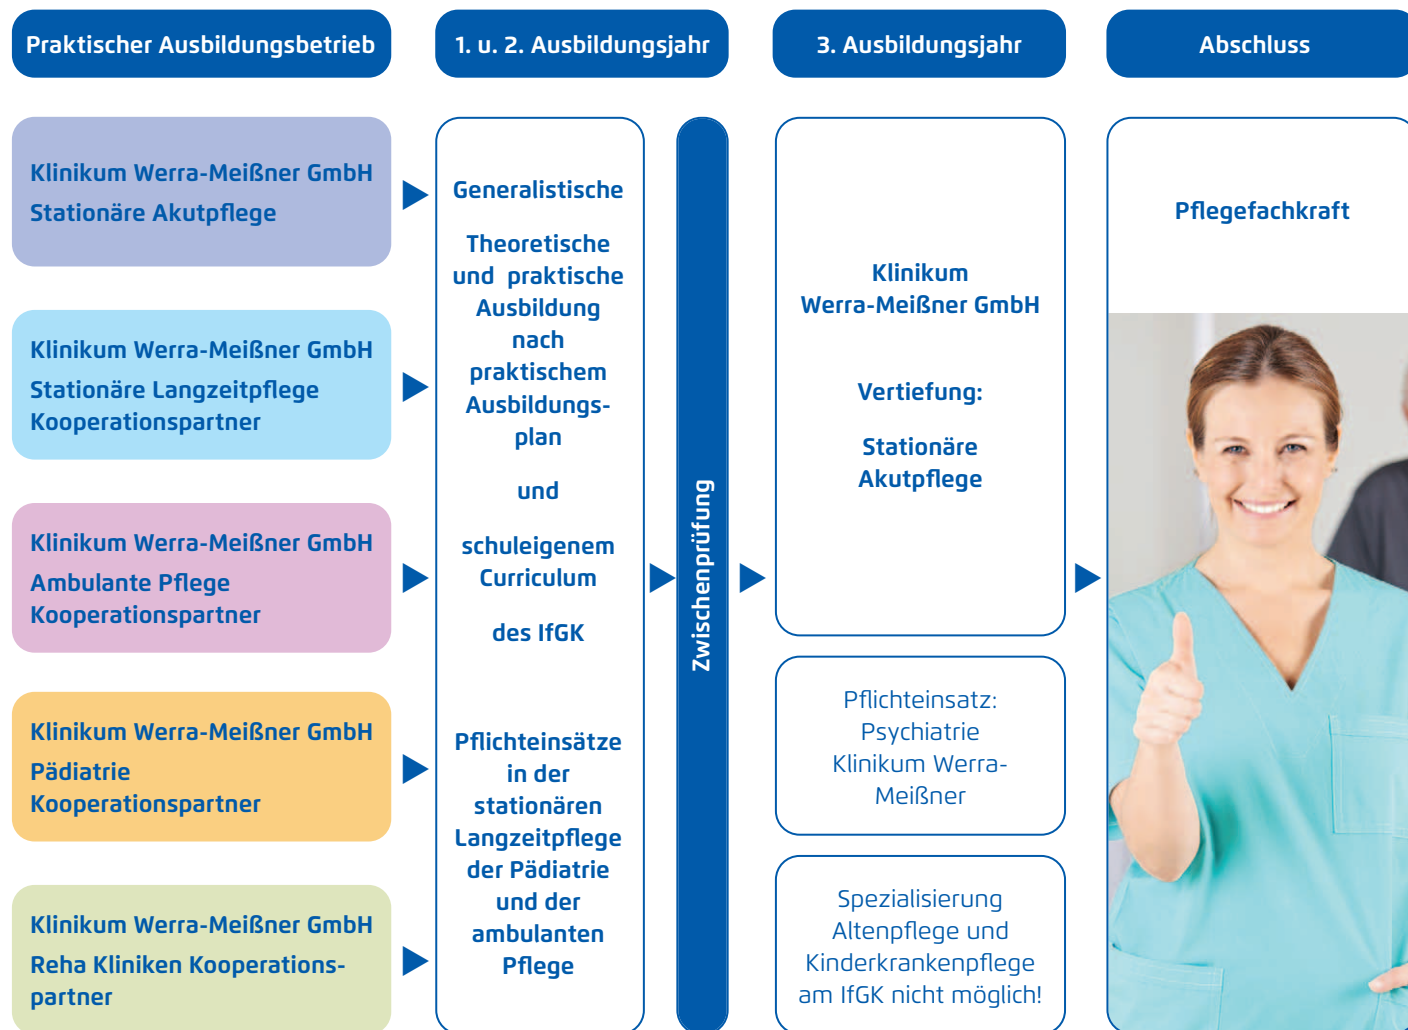 Praktischer Ausbildungsbetrieb
1. u. 2. Ausbildungsjahr
3. Ausbildungsjahr
Abschluss
Klinikum Werra-Meißner GmbH
Stationäre Akutpflege
Klinikum Werra-Meißner GmbH
Stationäre Langzeitpflege
Kooperationspartner
Klinikum Werra-Meißner GmbH
Ambulante Pflege
Kooperationspartner
Klinikum Werra-Meißner GmbH
Pädiatrie
Kooperationspartner
Klinikum Werra-Meißner GmbH
Reha Kliniken Kooperations-
partner
Generalistische
Theoretische
und praktische
Ausbildung
nach
praktischem
Ausbildungs-
plan
und
schuleigenem
Curriculum
des IfGK
Pflichteinsätze
in der
stationären
Langzeitpflege
der Pädiatrie
und der
ambulanten
Pflege
Zwischenprüfung
Klinikum
Werra-Meißner GmbH
Vertiefung:
Stationäre
Akutpflege
Pflichteinsatz:
Psychiatrie
Klinikum Werra-
Meißner
Spezialisierung
Altenpflege und
Kinderkrankenpflege
am IfGK nicht möglich!
Pflegefachkraft